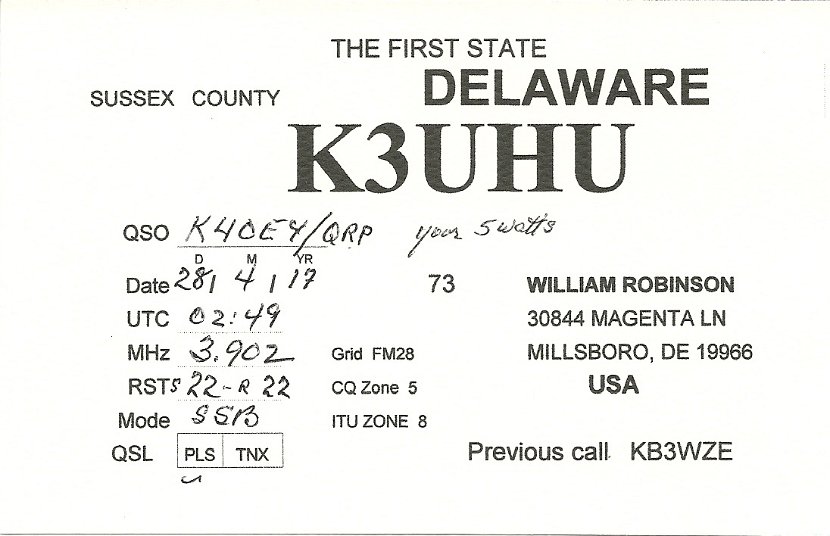 THE FIRST STATE
SUSSEX COUNTY DELAWARE
K3UHU
QSO K4OEY/QRP your 5 watts
D M YR
Date 28 / 4 / 17 73 WILLIAM ROBINSON
UTC 02:49 30844 MAGENTA LN
MHz 3.902 Grid FM28 MILLSBORO, DE 19966
RST S 22 - R 22 CQ Zone 5 USA
Mode SSB ITU ZONE 8
QSL PLS TNX Previous call KB3WZE